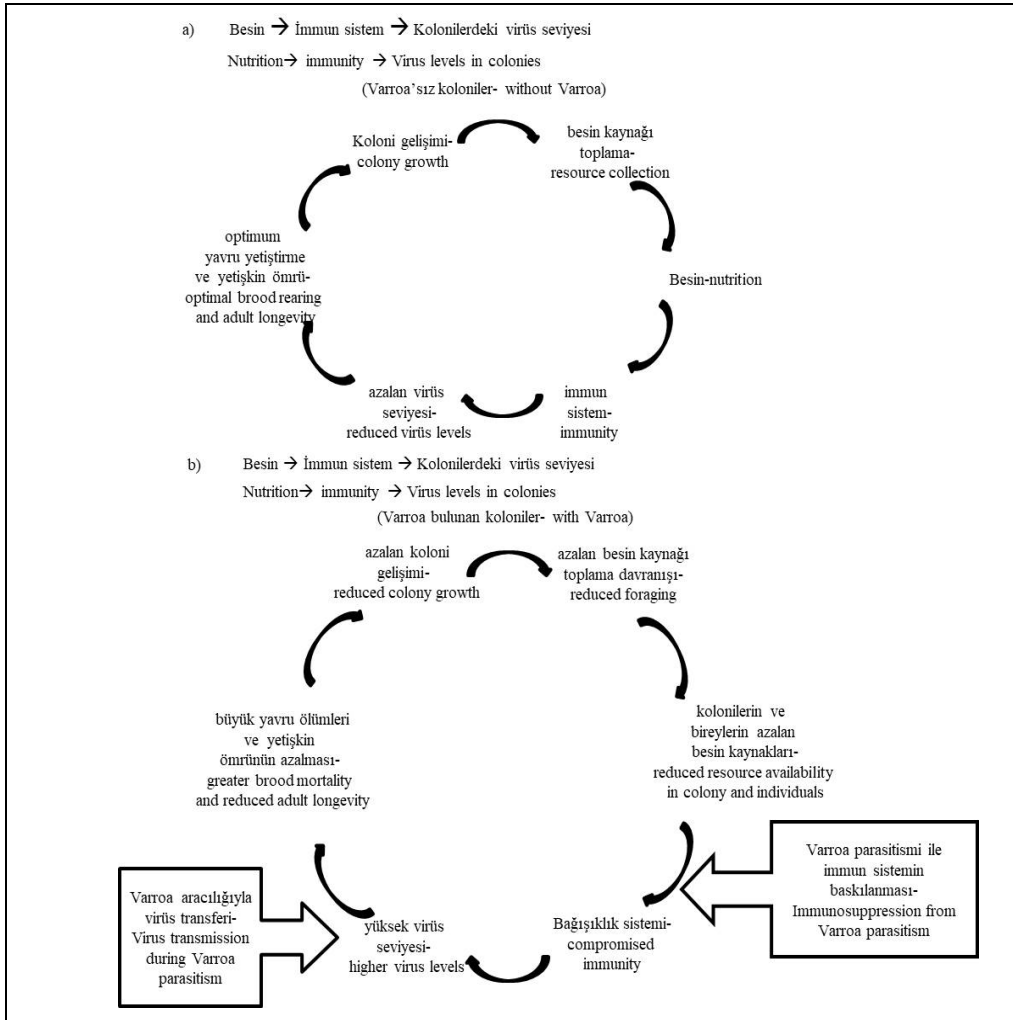 a) Besin → İmmun sistem → Kolonilerdeki virüs seviyesi
Nutrition→ immunity → Virus levels in colonies
(Varroa'sız koloniler- without Varroa)
Koloni gelişimi-
colony growth
besin kaynağı
toplama-
resource collection
Besin-nutrition
immun
sistem-
immunity
azalan virüs
seviyesi-
reduced virüs levels
optimum
yavru yetiştirme
ve yetişkin ömrü-
optimal brood rearing
and adult longevity
b) Besin → İmmun sistem → Kolonilerdeki virüs seviyesi
Nutrition→ immunity → Virus levels in colonies
(Varroa bulunan koloniler- with Varroa)
azalan koloni
gelişimi-
reduced colony growth
azalan besin kaynağı
toplama davranışı-
reduced foraging
kolonilerin ve
bireylerin azalan
besin kaynakları-
reduced resource availability
in colony and individuals
Varroa parasitismi ile
immun sistemin
baskılanması-
Immunosuppression from
Varroa parasitism
Bağışıklık sistemi-
compromised
immunity
yüksek virüs
seviyesi-
higher virus levels
Varroa aracılığıyla
virüs transferi-
Virus transmission
during Varroa
parasitism
büyük yavru ölümleri
ve yetişkin
ömrünün azalması-
greater brood mortality
and reduced adult longevity